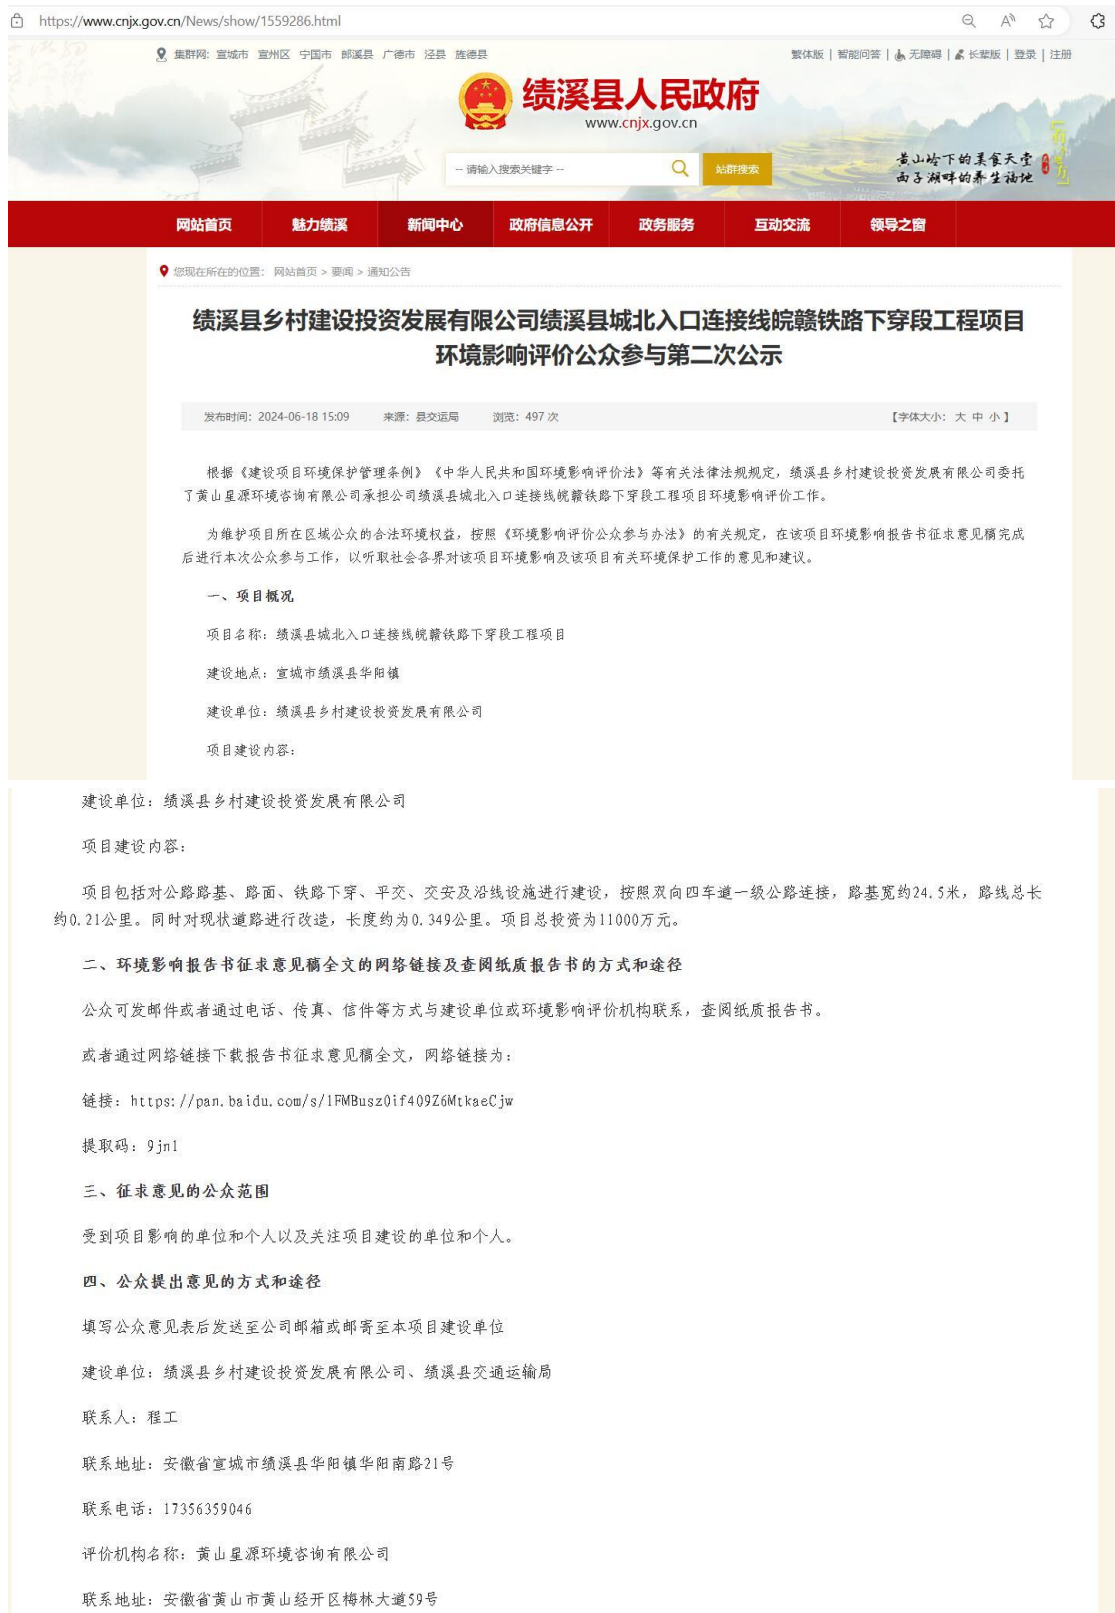 https://www.cnjx.gov.cn/News/show/1559286.html
集群网: 宣城市 宣州区 宁国市 郎溪县 广德市 泾县 旌德县
繁体版 | 智能问答 | 无障碍 | 长辈版 | 登录 | 注册
绩溪县人民政府
www.cnjx.gov.cn
-- 请输入搜索关键字 --
站群搜索
黄山峰下的美食天堂
西子湖畔的养生福地
网站首页 魅力绩溪 新闻中心 政府信息公开 政务服务 互动交流 领导之窗
您现在所在的位置: 网站首页 > 要闻 > 通知公告
绩溪县乡村建设投资发展有限公司绩溪县城北入口连接线皖赣铁路下穿段工程项目
环境影响评价公众参与第二次公示
发布时间: 2024-06-18 15:09 来源: 县交运局 浏览: 497 次 【字体大小: 大 中 小】
根据《建设项目环境保护管理条例》《中华人民共和国环境影响评价法》等有关法律法规规定，绩溪县乡村建设投资发展有限公司委托
了黄山星源环境咨询有限公司承担公司绩溪县城北入口连接线皖赣铁路下穿段工程项目环境影响评价工作。
为维护项目所在区域公众的合法环境权益，按照《环境影响评价公众参与办法》的有关规定，在该项目环境影响报告书征求意见稿完成
后进行本次公众参与工作，以听取社会各界对该项目环境影响及该项目有关环境保护工作的意见和建议。
一、项目概况
项目名称：绩溪县城北入口连接线皖赣铁路下穿段工程项目
建设地点：宣城市绩溪县华阳镇
建设单位：绩溪县乡村建设投资发展有限公司
项目建设内容：
建设单位：绩溪县乡村建设投资发展有限公司
项目建设内容：
项目包括对公路路基、路面、铁路下穿、平交、交安及沿线设施进行建设，按照双向四车道一级公路连接，路基宽约24.5米，路线总长
约0.21公里。同时对现状道路进行改造，长度约为0.349公里。项目总投资为11000万元。
二、环境影响报告书征求意见稿全文的网络链接及查阅纸质报告书的方式和途径
公众可发邮件或者通过电话、传真、信件等方式与建设单位或环境影响评价机构联系，查阅纸质报告书。
或者通过网络链接下载报告书征求意见稿全文，网络链接为：
链接：https://pan.baidu.com/s/1FMBusz0if409Z6MtkaeCjw
提取码：9jn1
三、征求意见的公众范围
受到项目影响的单位和个人以及关注项目建设的单位和个人。
四、公众提出意见的方式和途径
填写公众意见表后发送至公司邮箱或邮寄至本项目建设单位
建设单位：绩溪县乡村建设投资发展有限公司、绩溪县交通运输局
联系人：程工
联系地址：安徽省宣城市绩溪县华阳镇华阳南路21号
联系电话：17356359046
评价机构名称：黄山星源环境咨询有限公司
联系地址：安徽省黄山市黄山经开区梅林大道59号